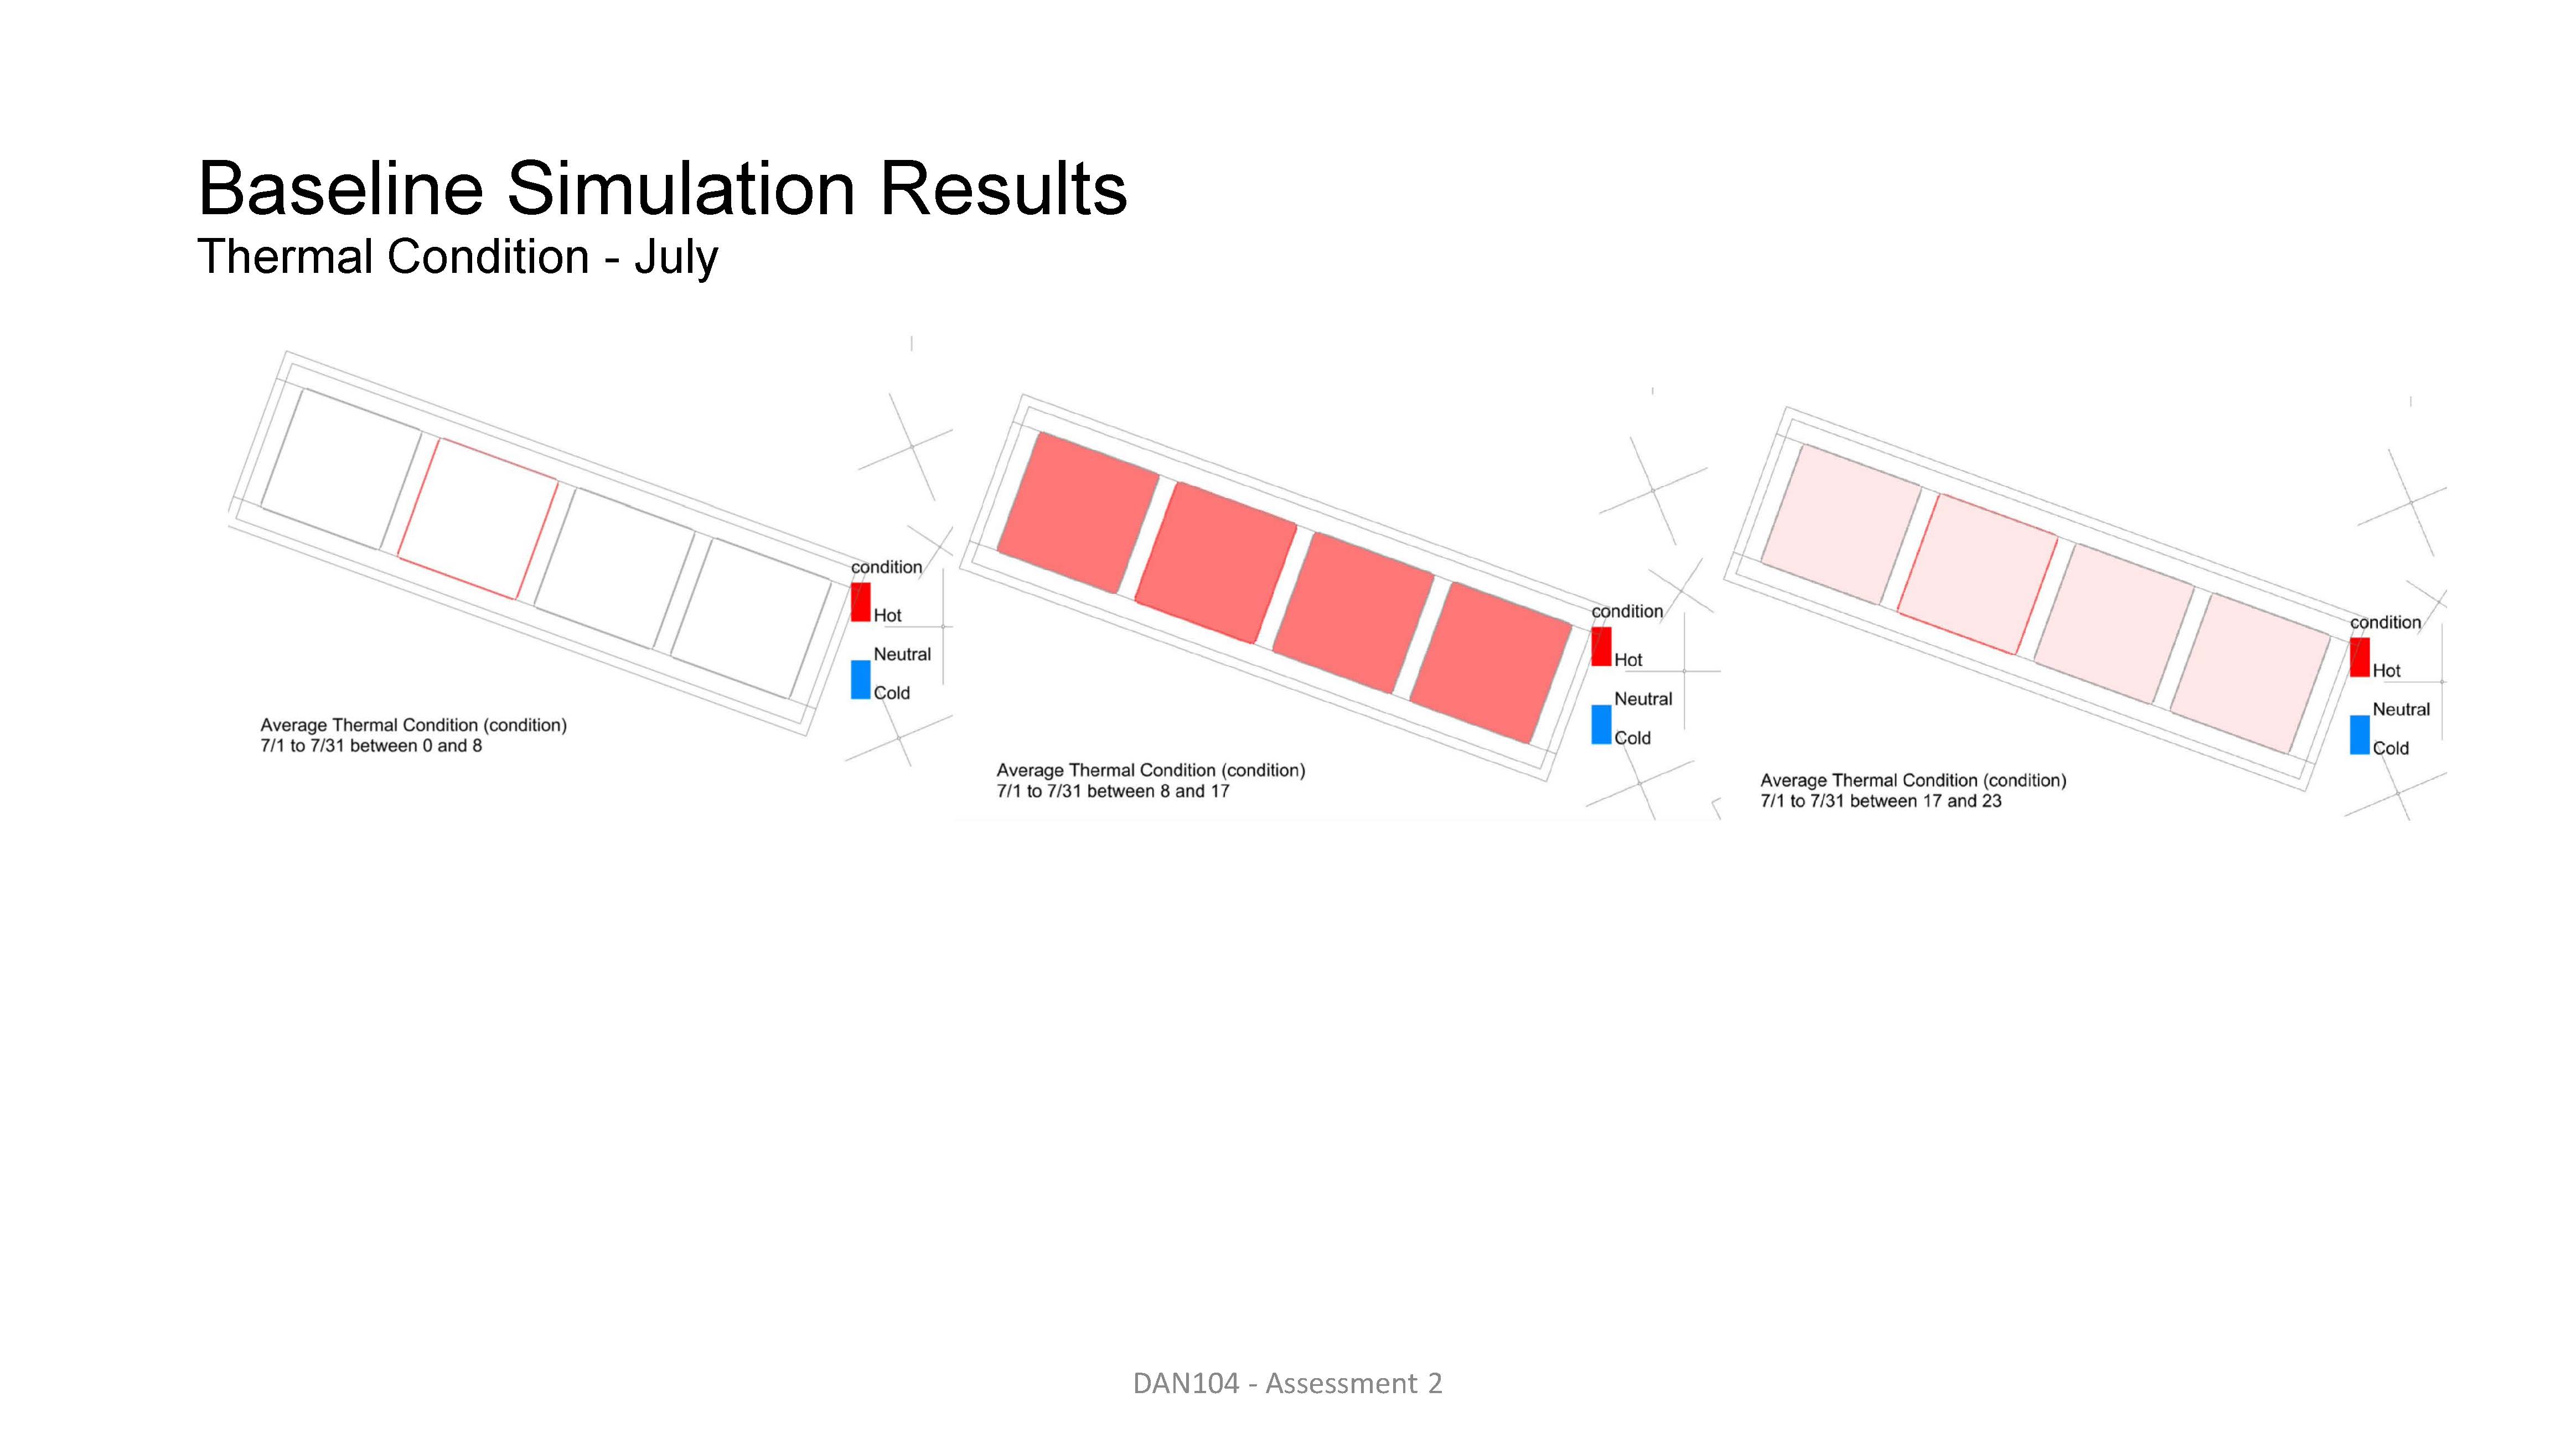 Baseline Simulation Results
Thermal Condition - July
condition
Hot
Neutral
Cold
Average Thermal Condition (condition)
7/1 to 7/31 between 0 and 8
condition
Hot
Neutral
Cold
Average Thermal Condition (condition)
7/1 to 7/31 between 8 and 17
condition
Hot
Neutral
Cold
Average Thermal Condition (condition)
7/1 to 7/31 between 17 and 23
DAN104 - Assessment 2